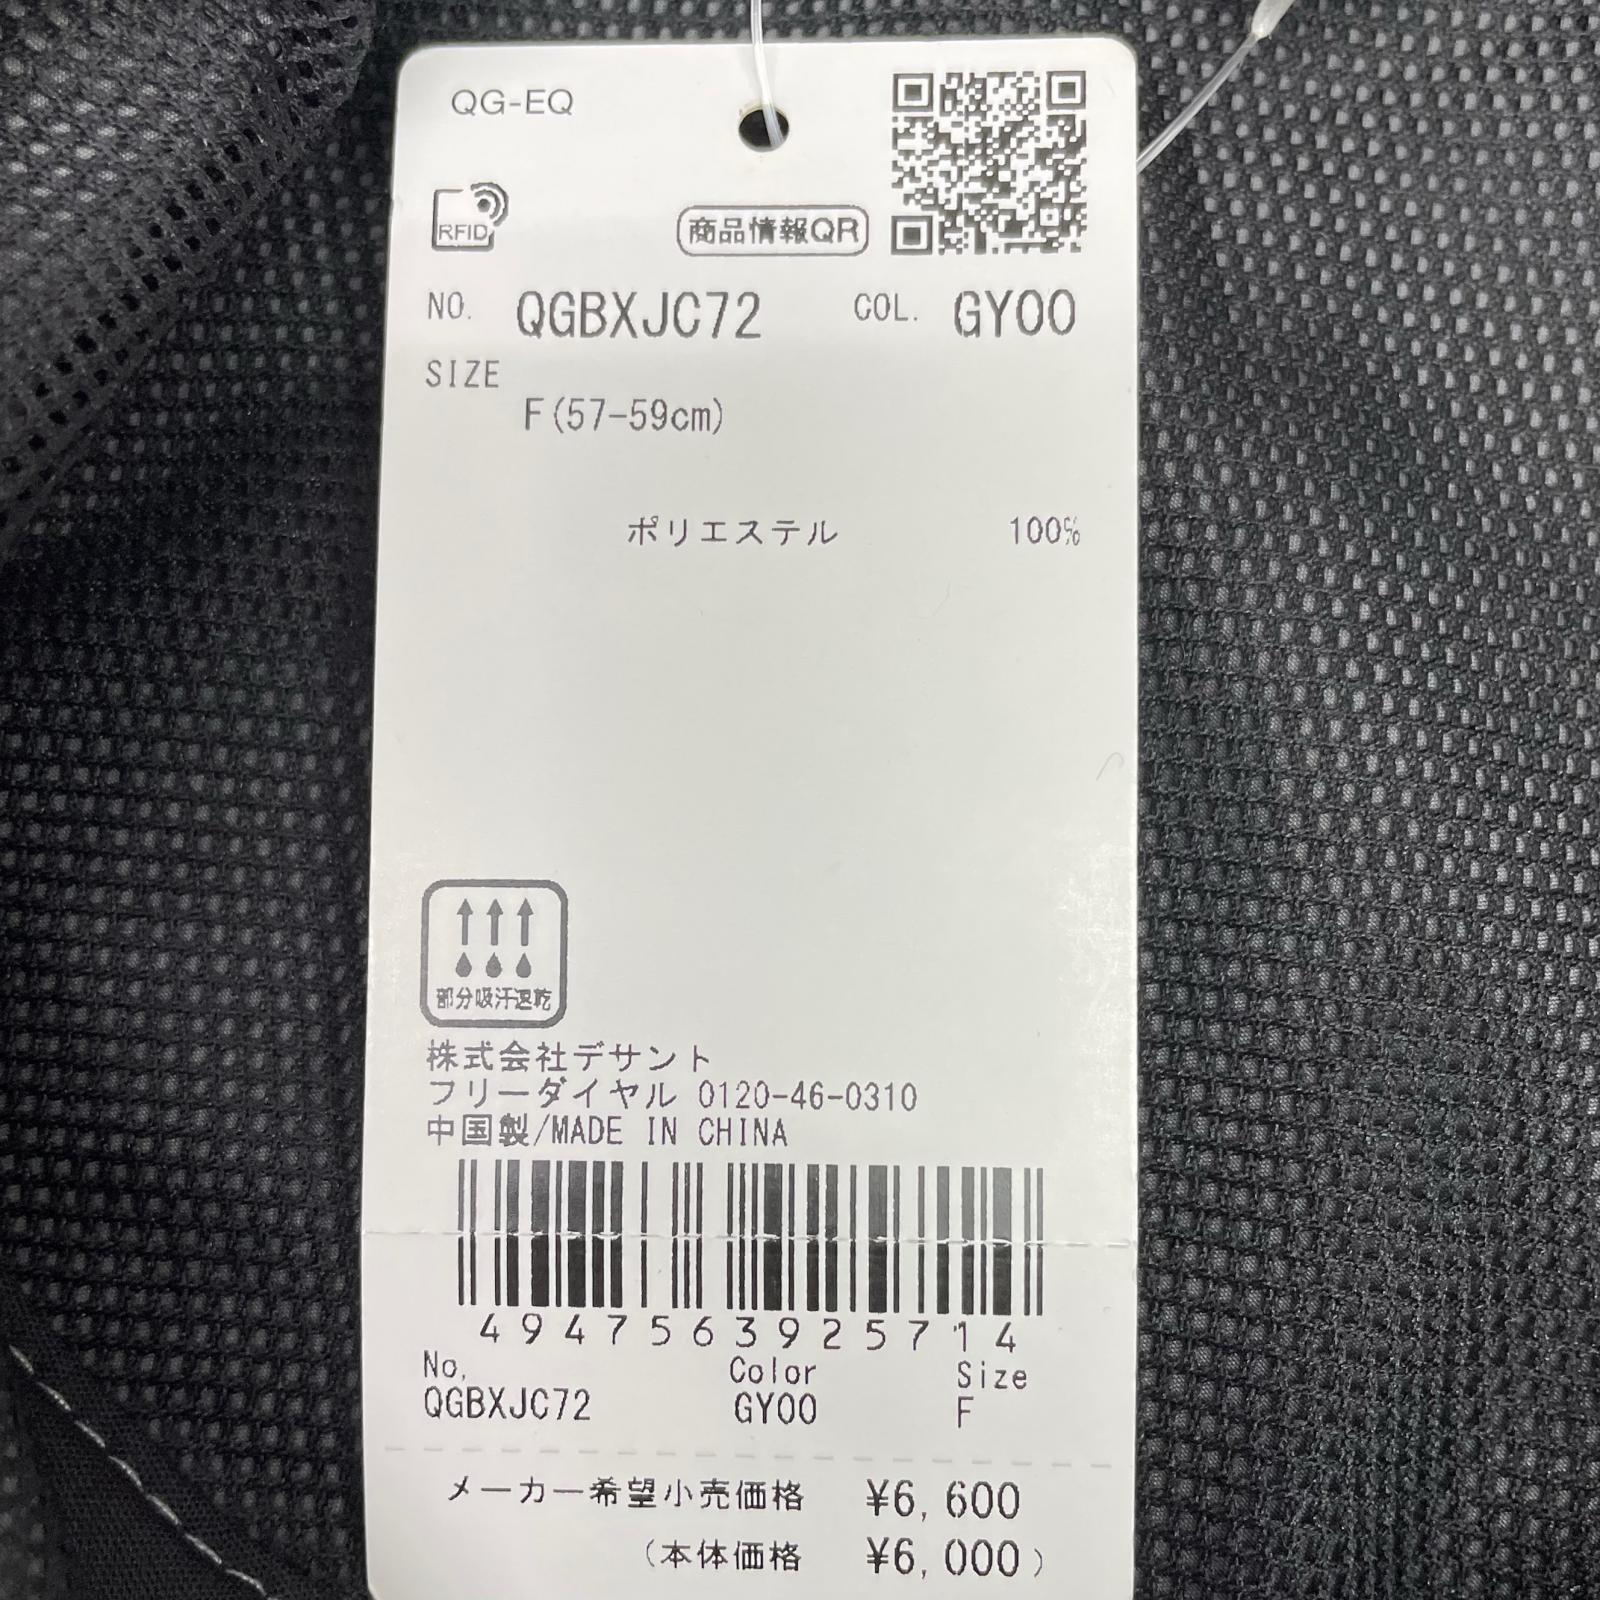 QG-EQ
RFID
商品情報QR
NO. QGBXJC72 COL. GY00
SIZE
F(57-59cm)
ポリエステル 100%
部分吸汗速乾
株式会社デサント
フリーダイヤル 0120-46-0310
中国製/MADE IN CHINA
4947563925714
No. Color Size
QGBXJC72 GY00 F
メーカー希望小売価格 ¥6,600
(本体価格 ¥6,000)